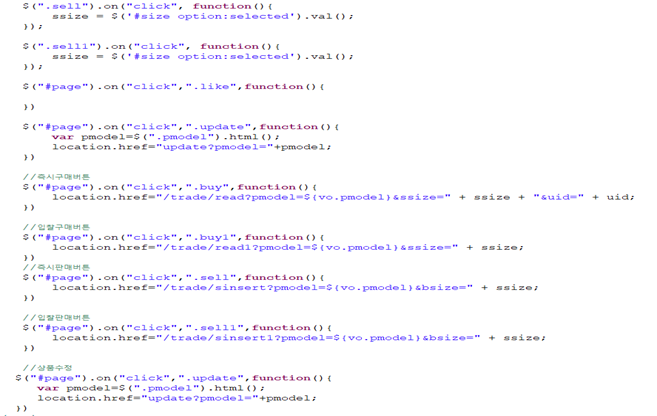 $(".sell").on("click", function(){
ssize = $('#size option:selected').val();
});
$(".sell1").on("click", function(){
ssize = $('#size option:selected').val();
});
$("#page").on("click",".like",function(){
})
$("#page").on("click",".update",function(){
var pmodel=$(".pmodel").html();
location.href="update?pmodel="+pmodel;
})
//즉시구매버튼
$("#page").on("click",".buy",function(){
location.href="/trade/read?pmodel=${vo.pmodel}&ssize=" + ssize + "&uid=" + uid;
})
//입찰구매버튼
$("#page").on("click",".buy1",function(){
location.href="/trade/read1?pmodel=${vo.pmodel}&ssize=" + ssize;
})
//즉시판매버튼
$("#page").on("click",".sell",function(){
location.href="/trade/sinsert?pmodel=${vo.pmodel}&bsize=" + ssize;
})
//입찰판매버튼
$("#page").on("click",".sell1",function(){
location.href="/trade/sinsert1?pmodel=${vo.pmodel}&bsize=" + ssize;
})
//상품수정
$("#page").on("click",".update",function(){
var pmodel=$(".pmodel").html();
location.href="update?pmodel="+pmodel;
})